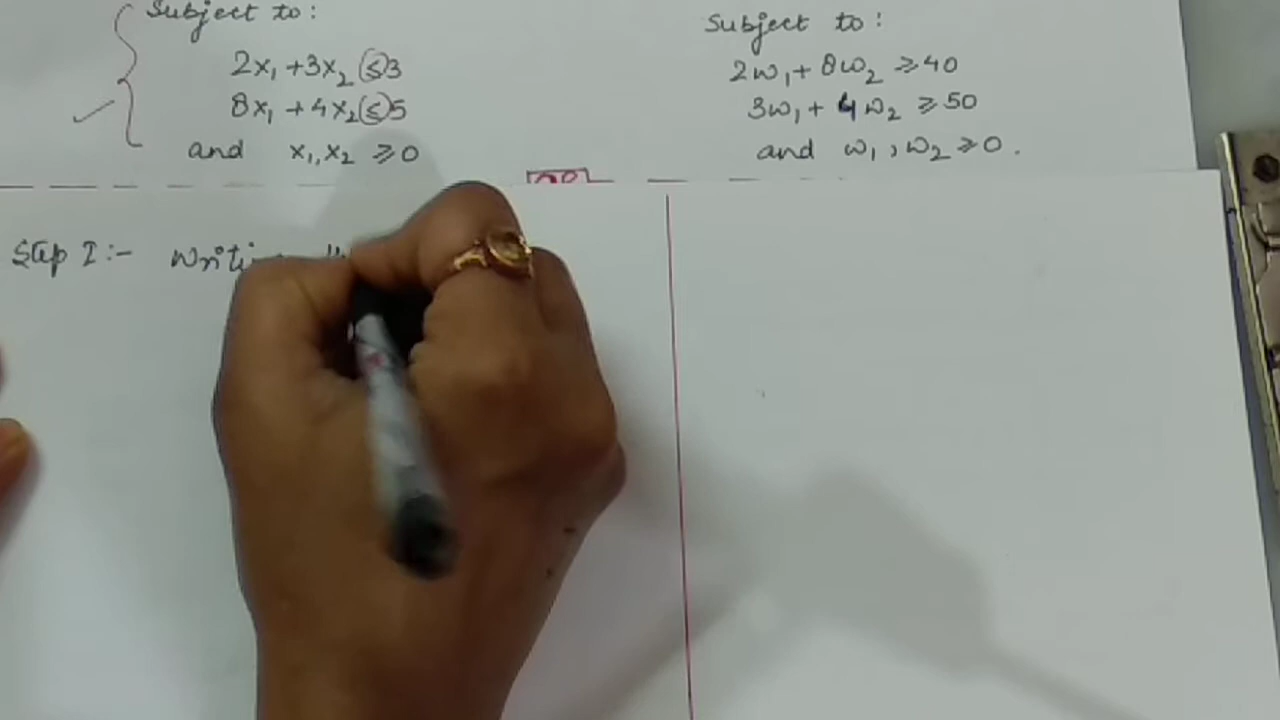 Subject to:
2x₁ + 3x₂ ≤ 3
8x₁ + 4x₂ ≤ 5
and x₁, x₂ ≥ 0
Subject to:
2w₁ + 8w₂ ≥ 40
3w₁ + 4w₂ ≥ 50
and w₁, w₂ ≥ 0.
Step I :-